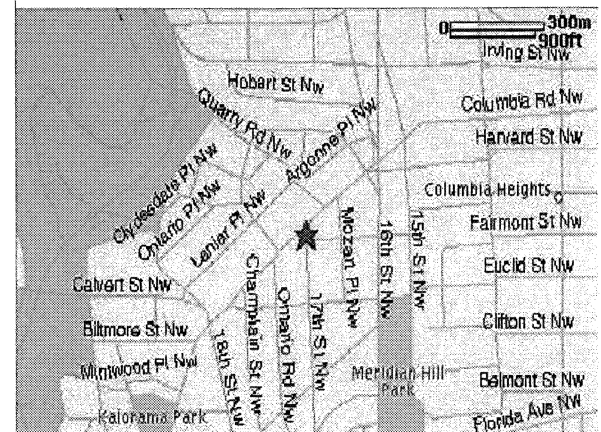 0 300m
900ft
Irving St Nw
Hobart St Nw
Columbia Rd Nw
Quarry Rd Nw
Argonne Pl Nw
Harvard St Nw
Clydesdale Pl Nw
Ontario Pl Nw
Lanier Pl Nw
Columbia Heights
Mozart Pl Nw
16th St Nw
15th St Nw
Fairmont St Nw
Calvert St Nw
Euclid St Nw
Champlain St Nw
Ontario Rd Nw
17th St Nw
Biltmore St Nw
18th St Nw
Clifton St Nw
Mintwood Pl Nw
Meridian Hill
Park
Belmont St Nw
Kalorama Park
Florida Ave Nw